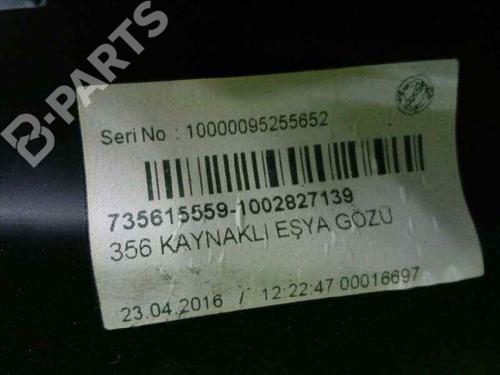 B-PARTS
Seri No : 10000095255652
735615559-1002827139
356 KAYNAKLI EŞYA GÖZÜ
23.04.2016 / 12:22:47 00016697